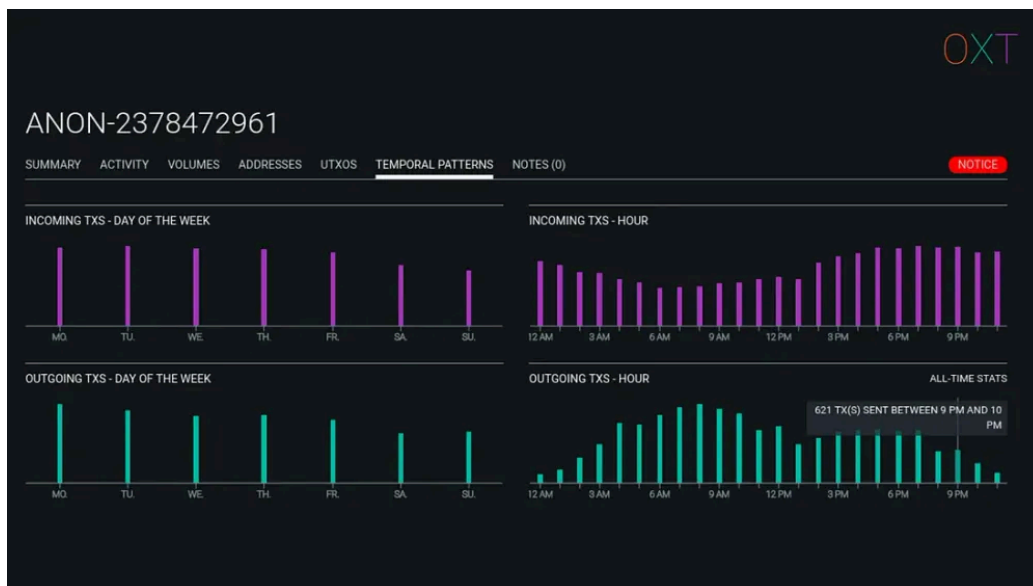 OXT
ANON-2378472961
SUMMARY ACTIVITY VOLUMES ADDRESSES UTXOS TEMPORAL PATTERNS NOTES (0) NOTICE
INCOMING TXS - DAY OF THE WEEK
MO. TU. WE. TH. FR. SA. SU.
INCOMING TXS - HOUR
12 AM 3 AM 6 AM 9 AM 12 PM 3 PM 6 PM 9 PM
OUTGOING TXS - DAY OF THE WEEK
MO. TU. WE. TH. FR. SA. SU.
OUTGOING TXS - HOUR ALL-TIME STATS
621 TX(S) SENT BETWEEN 9 PM AND 10
PM
12 AM 3 AM 6 AM 9 AM 12 PM 3 PM 6 PM 9 PM